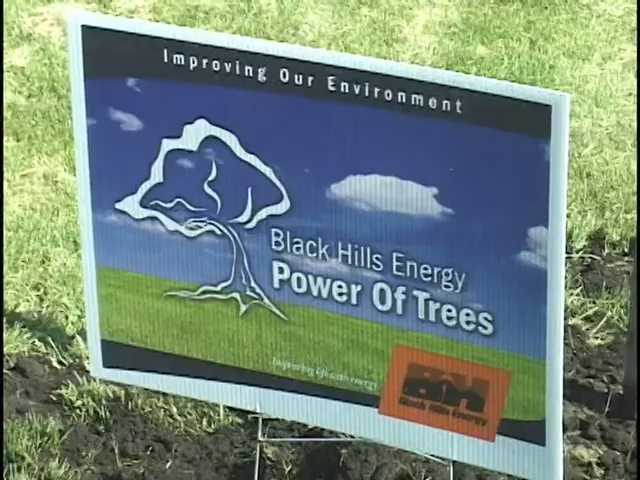 Improving Our Environment
Black Hills Energy
Power Of Trees
Improving life with energy
BH
Black Hills Energy